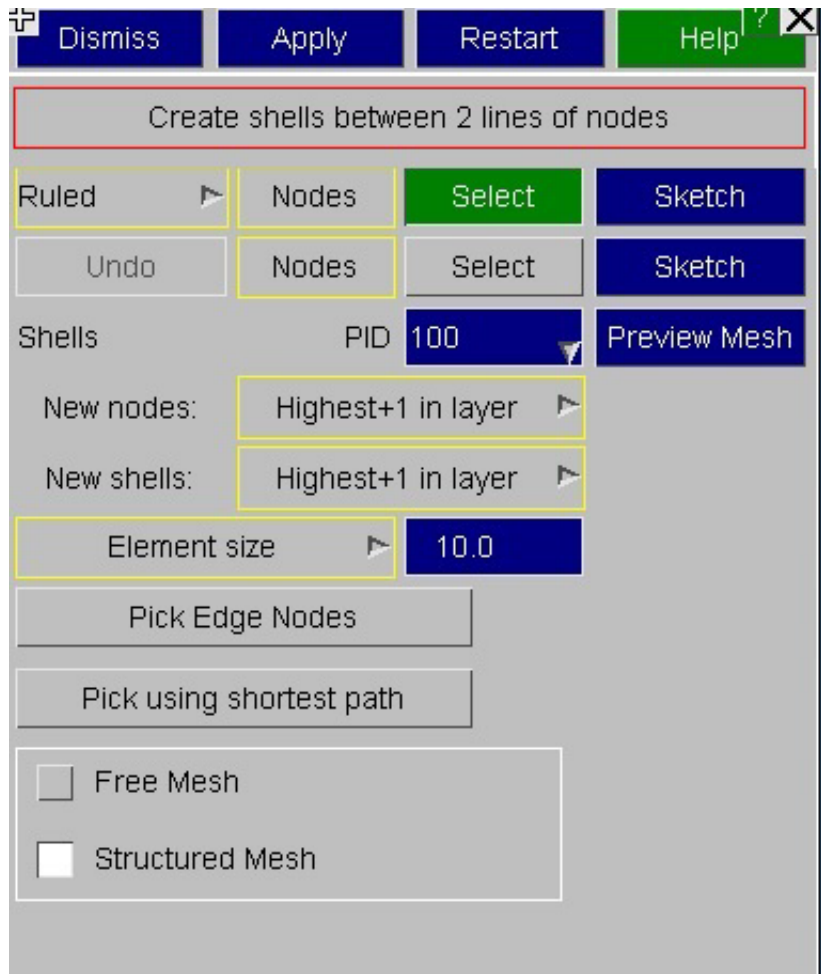 Dismiss Apply Restart Help ?
Create shells between 2 lines of nodes
Ruled Nodes Select Sketch
Undo Nodes Select Sketch
Shells PID 100 Preview Mesh
New nodes: Highest+1 in layer
New shells: Highest+1 in layer
Element size 10.0
Pick Edge Nodes
Pick using shortest path
Free Mesh
Structured Mesh